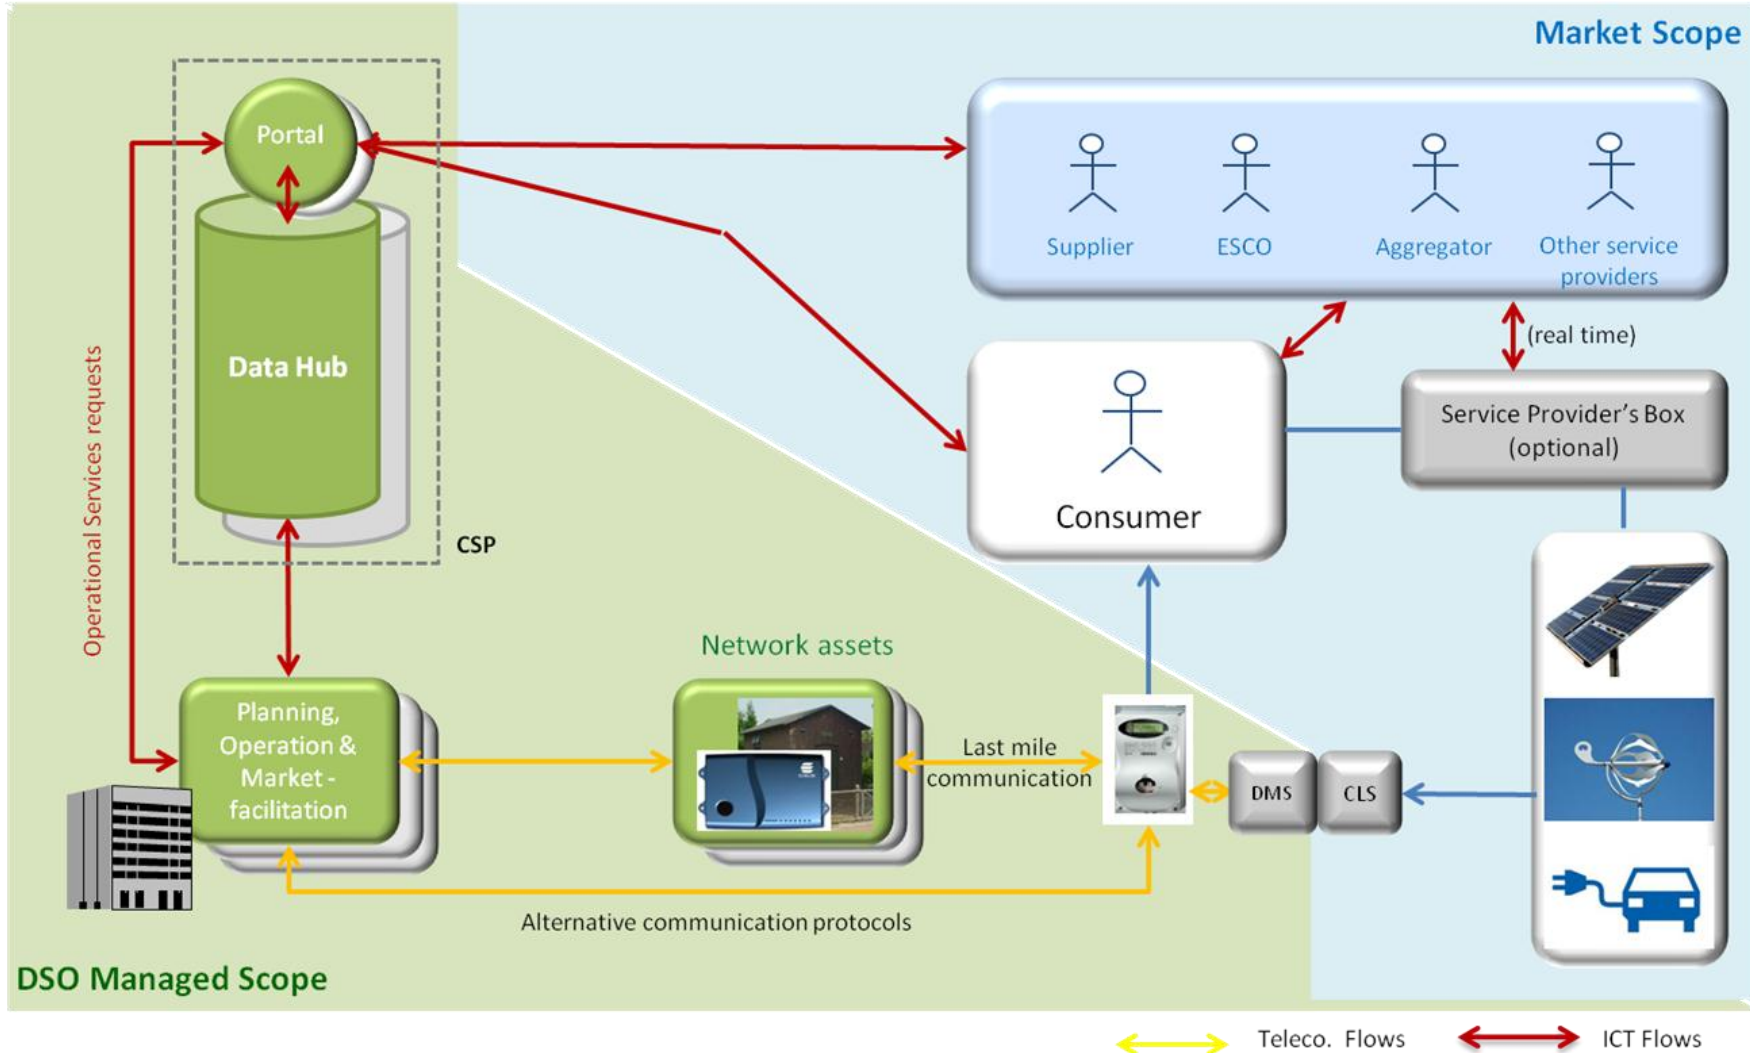 Market Scope
Portal
Supplier
ESCO
Aggregator
Other service
providers
(real time)
Data Hub
Operational Services requests
CSP
Consumer
Service Provider’s Box
(optional)
Network assets
Planning,
Operation &
Market -
facilitation
Last mile
communication
DMS
CLS
Alternative communication protocols
DSO Managed Scope
Teleco. Flows
ICT Flows